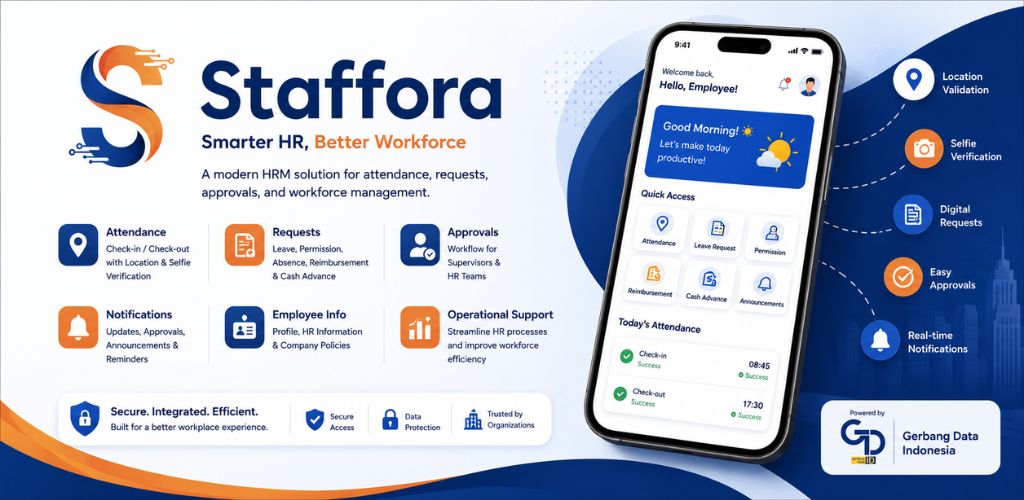 Staffora
Smarter HR, Better Workforce
A modern HRM solution for attendance, requests,
approvals, and workforce management.
Attendance
Check-in / Check-out
with Location & Selfie
Verification
Requests
Leave, Permission,
Absence, Reimbursement
& Cash Advance
Approvals
Workflow for
Supervisors &
HR Teams
Notifications
Updates, Approvals,
Announcements &
Reminders
Employee Info
Profile, HR Information
& Company Policies
Operational Support
Streamline HR processes
and improve workforce
efficiency
Secure. Integrated. Efficient.
Built for a better workplace experience.
Secure
Access
Data
Protection
Trusted by
Organizations
9:41
Welcome back,
Hello, Employee!
Good Morning!
Let's make today
productive!
Quick Access
Attendance
Leave Request
Permission
Reimbursement
Cash Advance
Announcements
Today's Attendance
Check-in
Success
08:45
Success
Check-out
Success
17:30
Success
Location
Validation
Selfie
Verification
Digital
Requests
Easy
Approvals
Real-time
Notifications
Powered by
GD
Gerbang Data
Indonesia